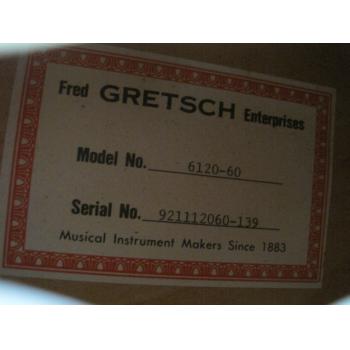 Fred GRETSCH Enterprises
Model No. 6120-60
Serial No. 921112060-139
Musical Instrument Makers Since 1883